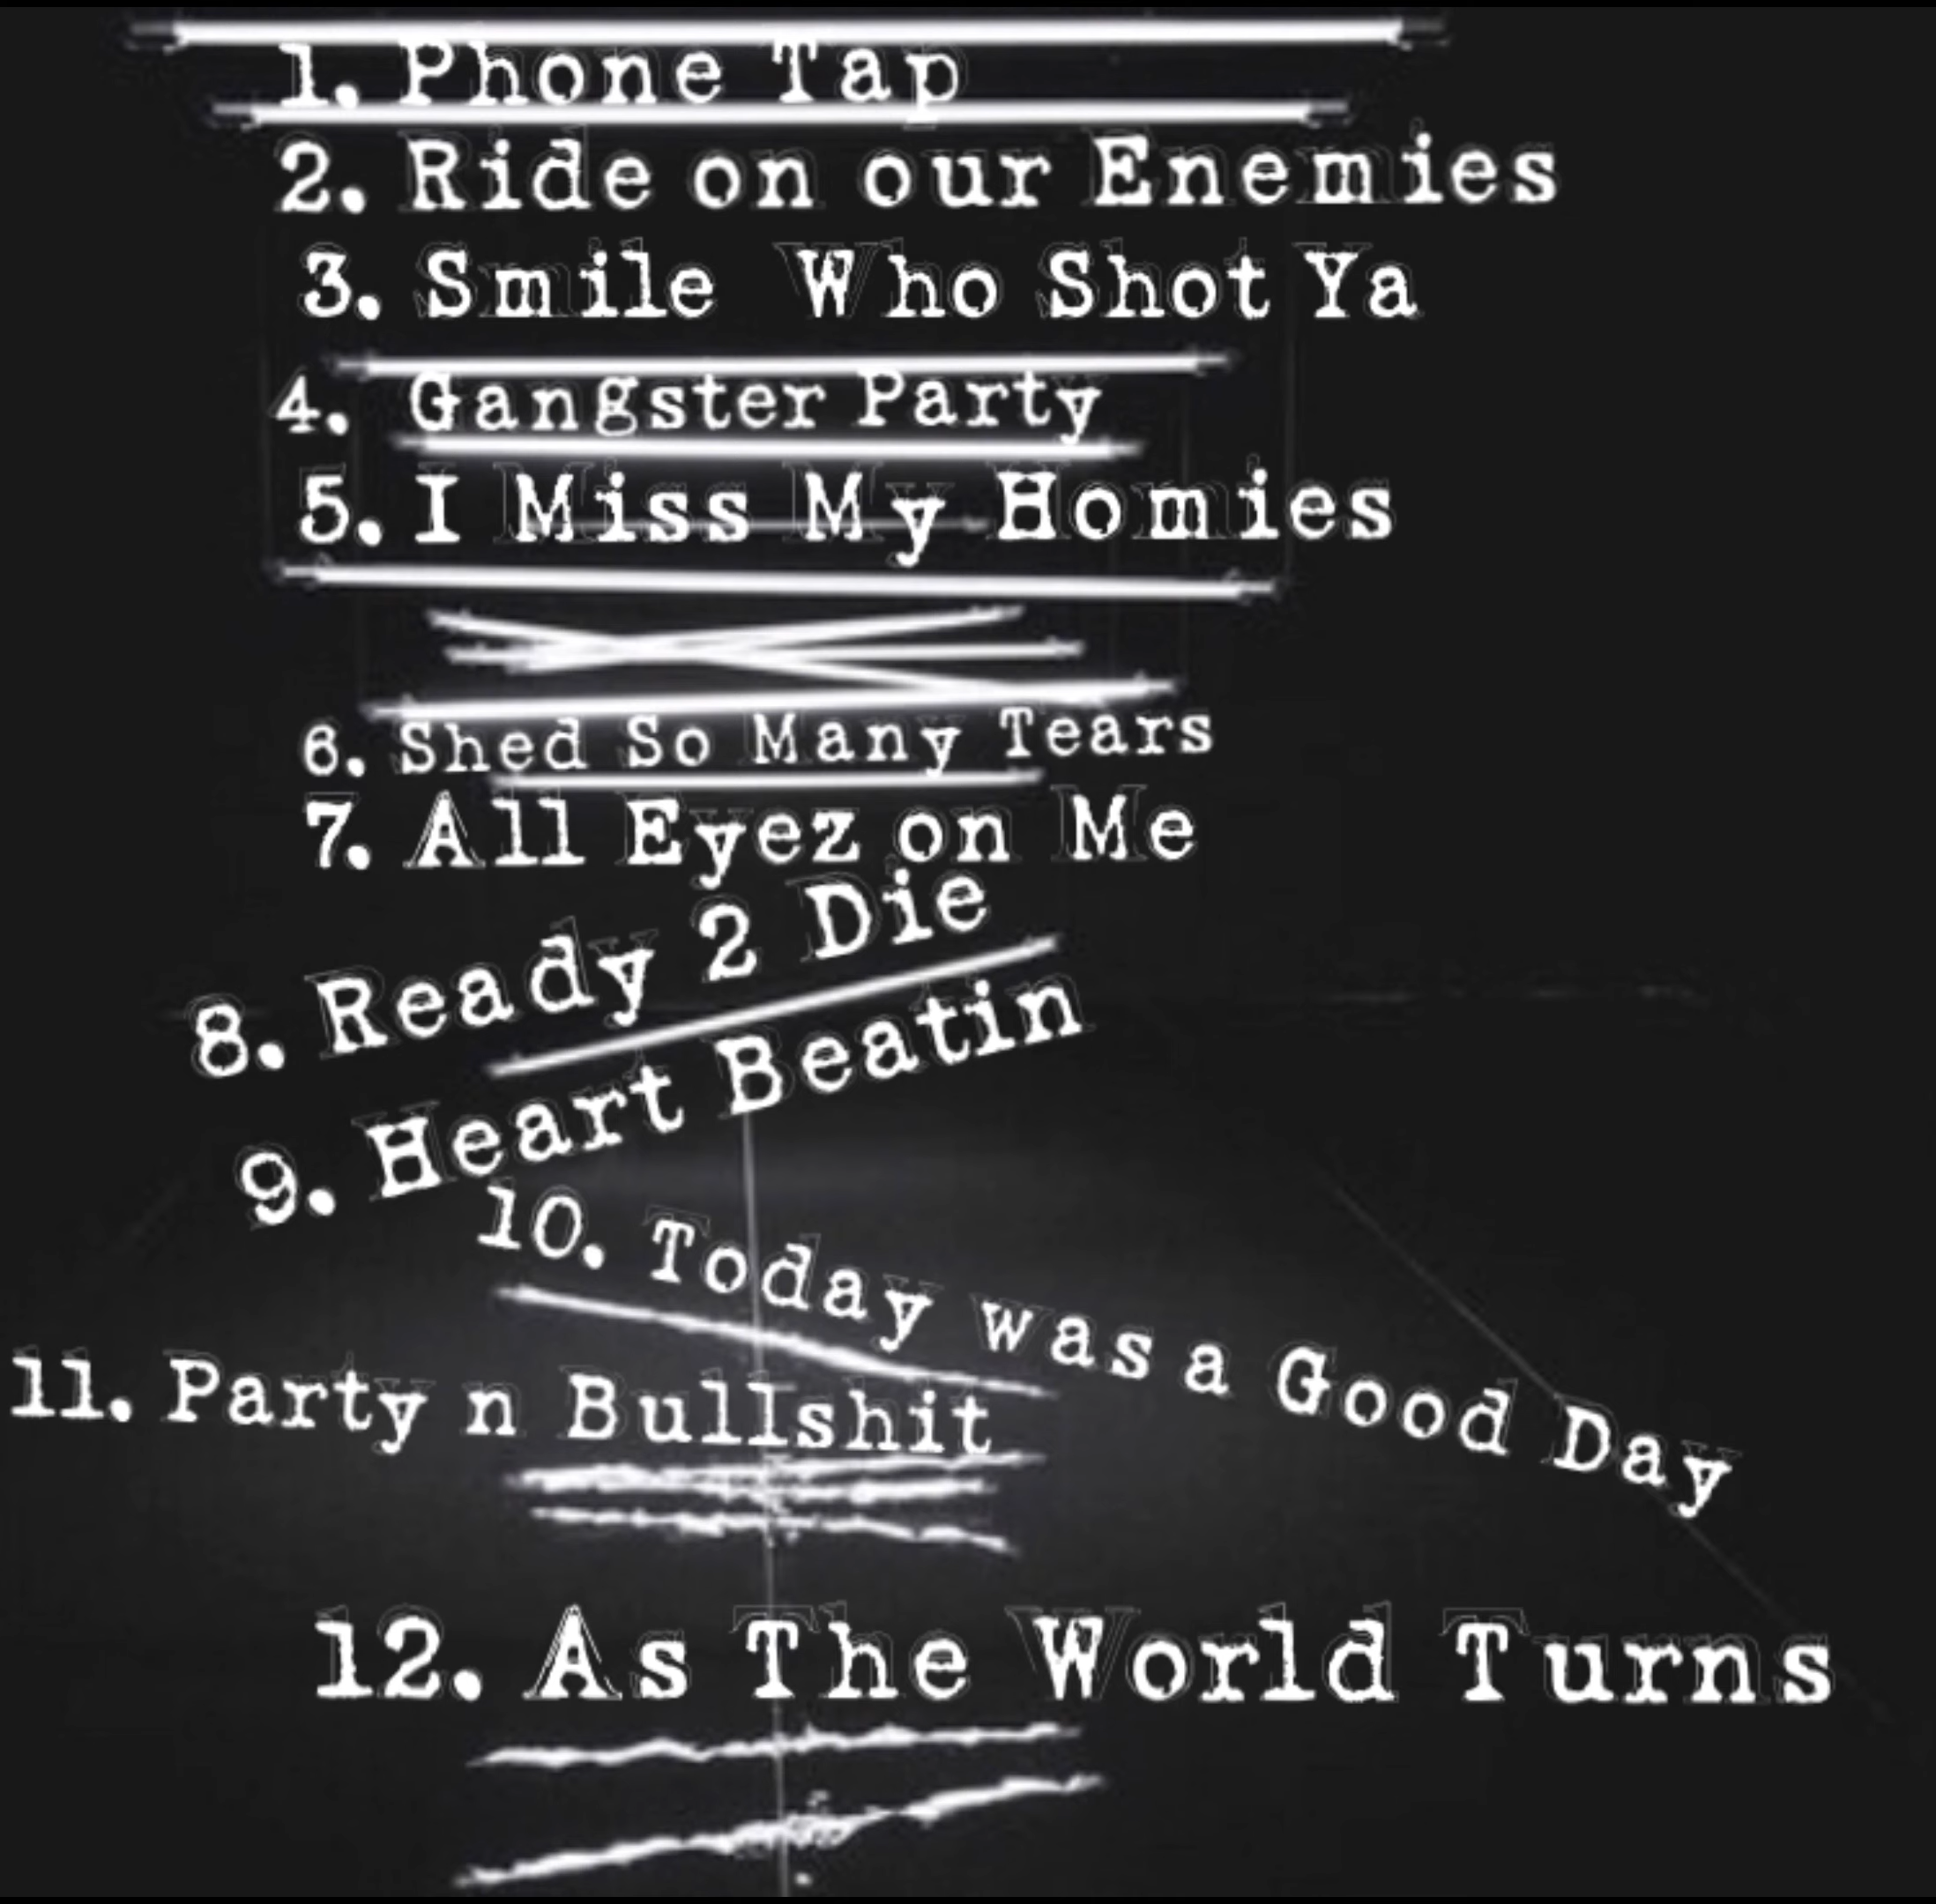 1. Phone Tap
2. Ride on our Enemies
3. Smile Who Shot Ya
4. Gangster Party
5. I Miss My Homies
6. Shed So Many Tears
7. All Eyez on Me
8. Ready 2 Die
9. Heart Beatin
10. Today was a Good Day
11. Party n Bullshit
12. As The World Turns